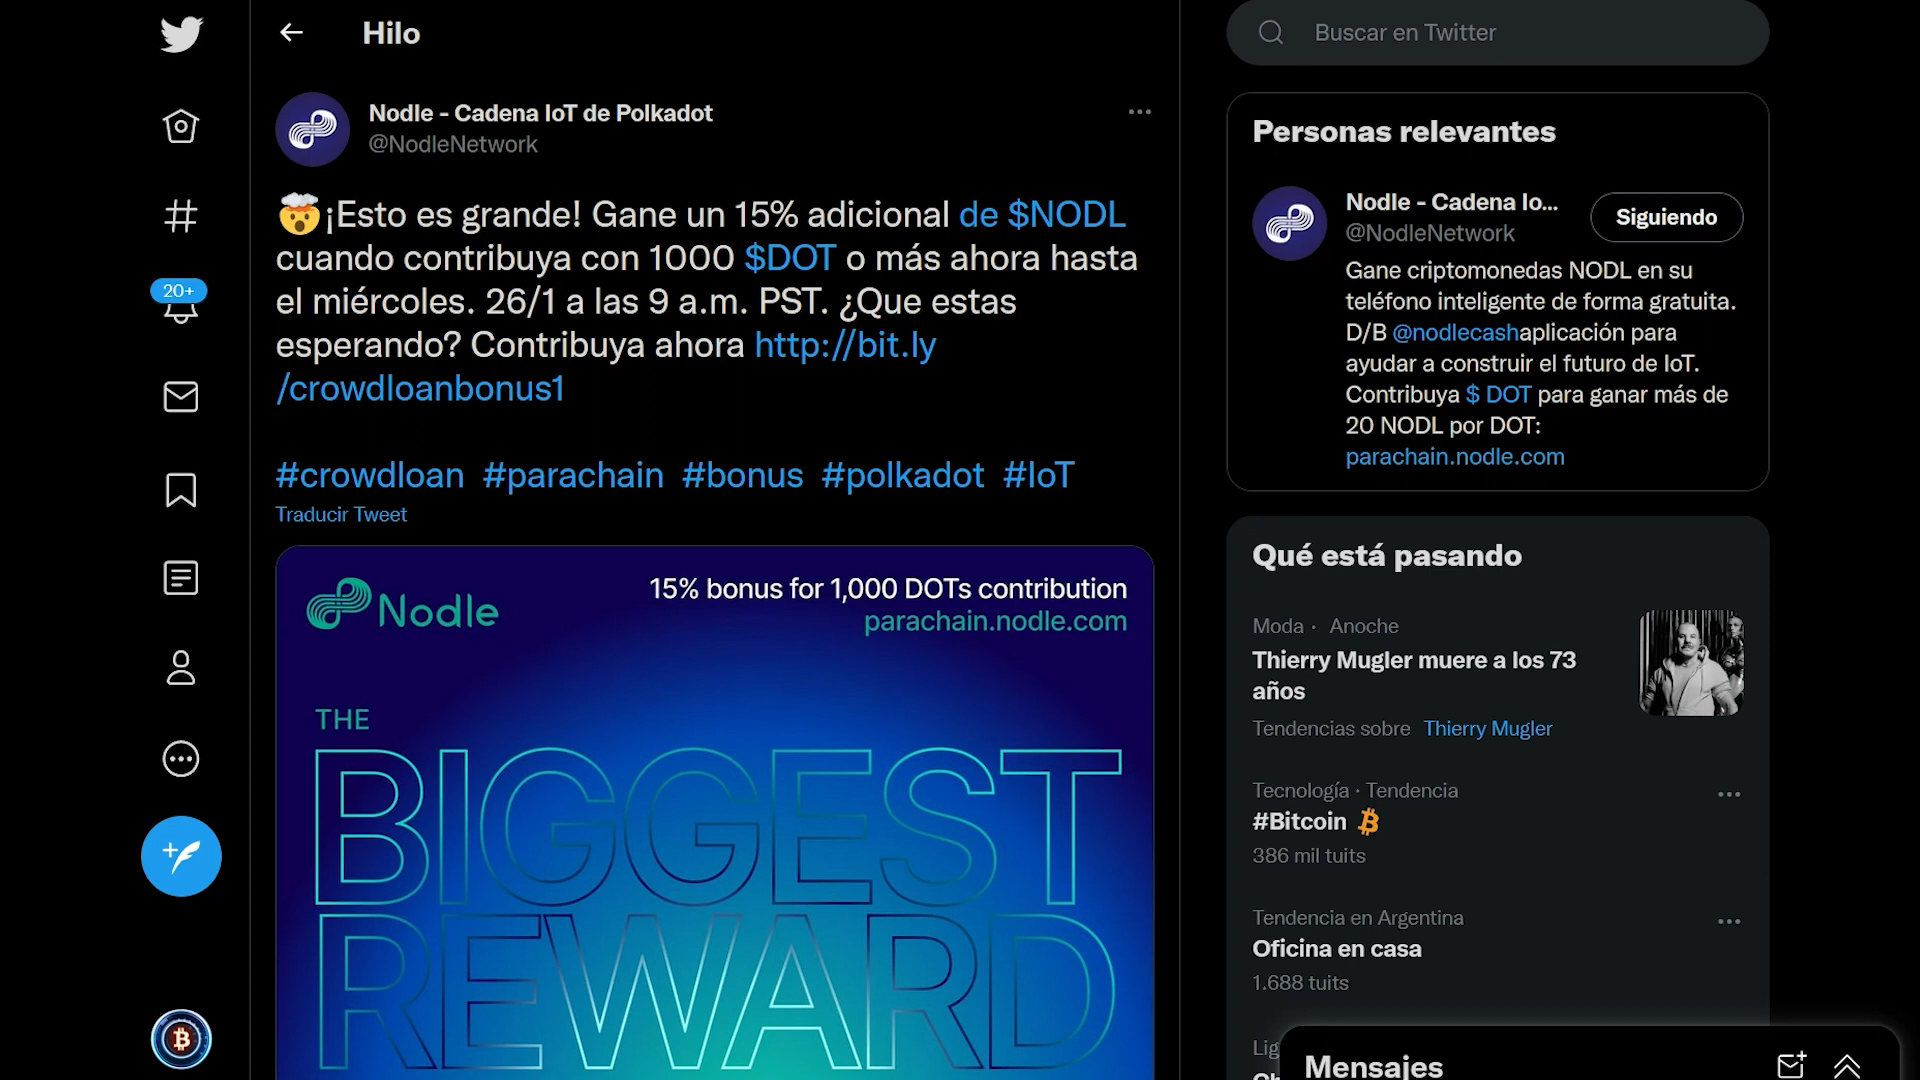 Hilo
Nodle - Cadena IoT de Polkadot
@NodleNetwork
¡Esto es grande! Gane un 15% adicional de $NODL
cuando contribuya con 1000 $DOT o más ahora hasta
el miércoles. 26/1 a las 9 a.m. PST. ¿Que estas
esperando? Contribuya ahora http://bit.ly
/crowdloanbonus1
#crowdloan #parachain #bonus #polkadot #IoT
Traducir Tweet
Nodle
15% bonus for 1,000 DOTs contribution
parachain.nodle.com
THE
BIGGEST
REWARD
20+
Buscar en Twitter
Personas relevantes
Nodle - Cadena Io...
@NodleNetwork
Siguiendo
Gane criptomonedas NODL en su
teléfono inteligente de forma gratuita.
D/B @nodlecashaplicación para
ayudar a construir el futuro de IoT.
Contribuya $ DOT para ganar más de
20 NODL por DOT:
parachain.nodle.com
Qué está pasando
Moda · Anoche
Thierry Mugler muere a los 73
años
Tendencias sobre Thierry Mugler
Tecnología · Tendencia
#Bitcoin
386 mil tuits
Tendencia en Argentina
Oficina en casa
1.688 tuits
Lig
Mensajes